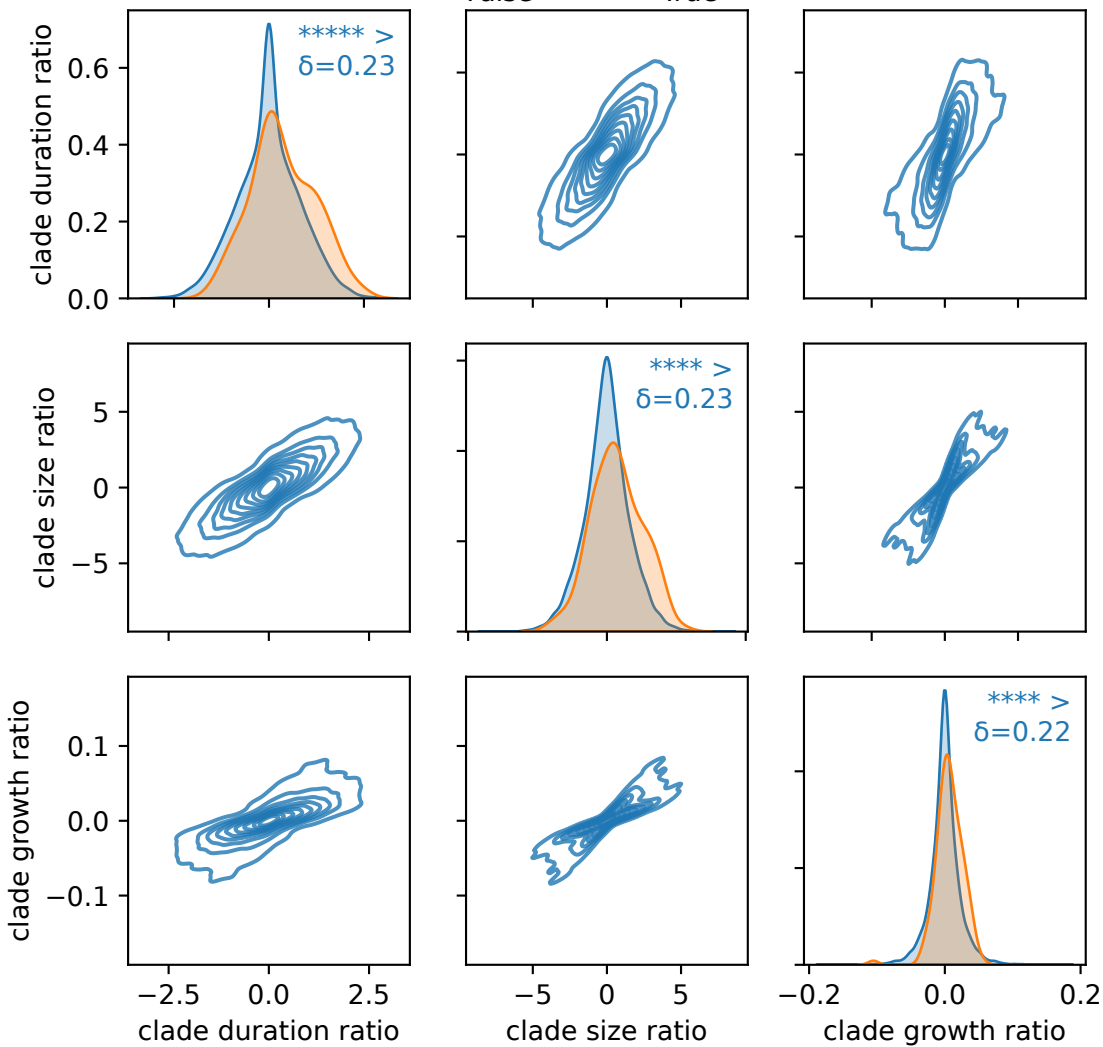 clade duration ratio
0.6
0.4
0.2
0.0
***** >
δ=0.23
clade size ratio
5
0
−5
**** >
δ=0.23
clade growth ratio
0.1
0.0
−0.1
**** >
δ=0.22
−2.5 0.0 2.5
−5 0 5
−0.2 0.0 0.2
clade duration ratio
clade size ratio
clade growth ratio